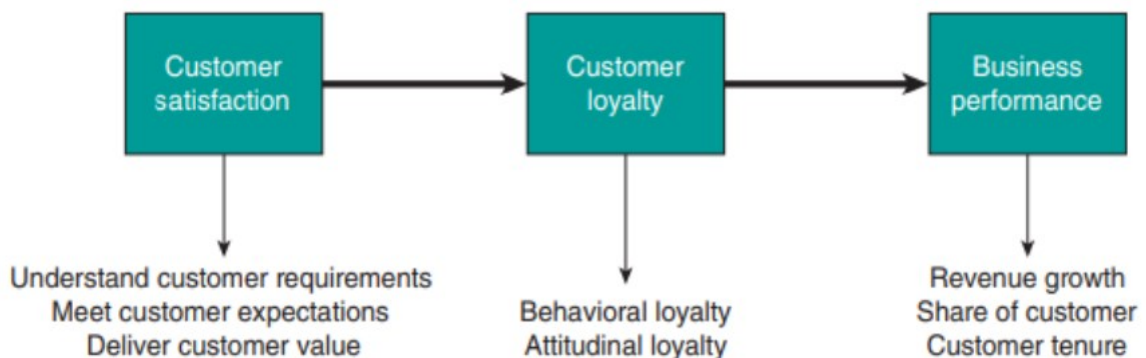 Customer
satisfaction
Customer
loyalty
Business
performance
Understand customer requirements
Meet customer expectations
Deliver customer value
Behavioral loyalty
Attitudinal loyalty
Revenue growth
Share of customer
Customer tenure